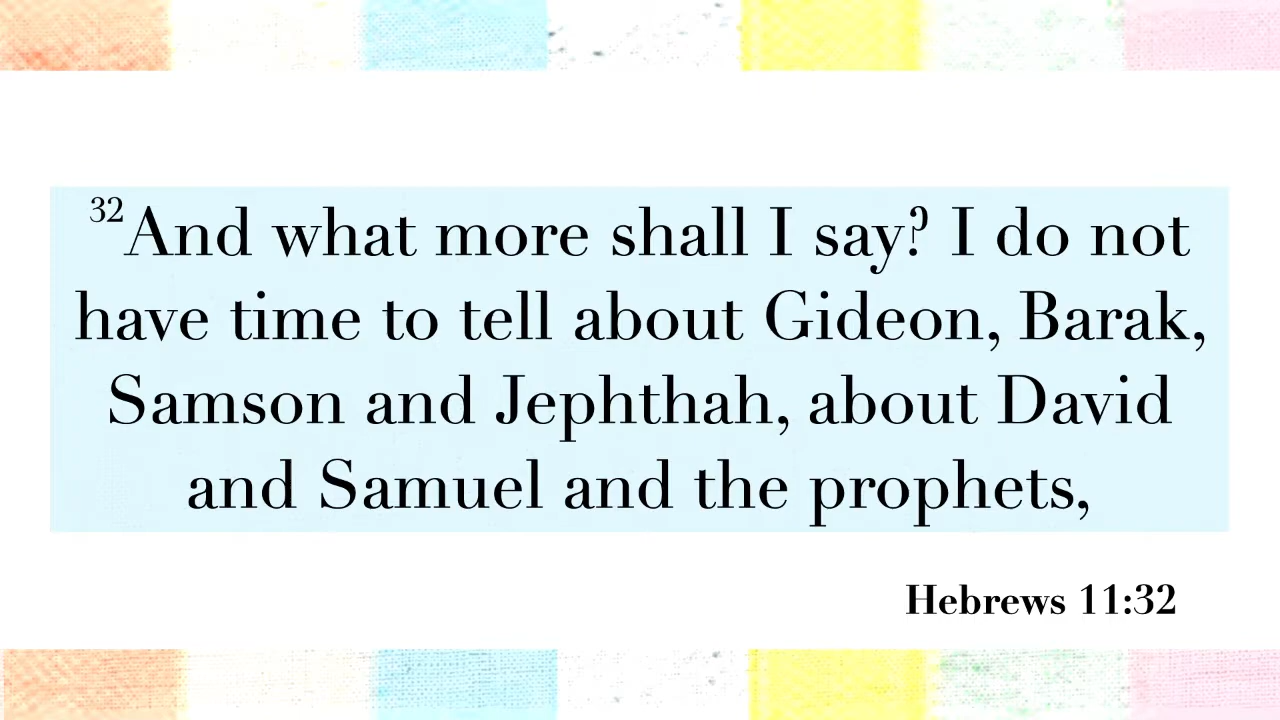 32And what more shall I say? I do not
have time to tell about Gideon, Barak,
Samson and Jephthah, about David
and Samuel and the prophets,
Hebrews 11:32